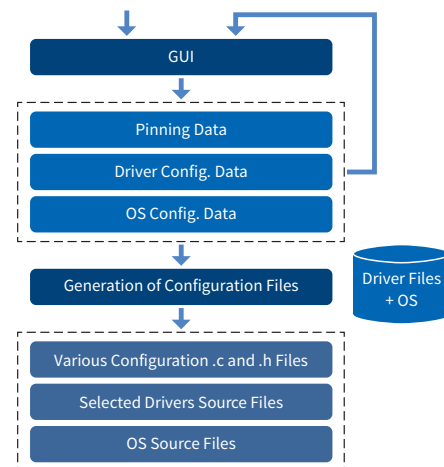 GUI
Pinning Data
Driver Config. Data
OS Config. Data
Generation of Configuration Files
Driver Files
+ OS
Various Configuration .c and .h Files
Selected Drivers Source Files
OS Source Files